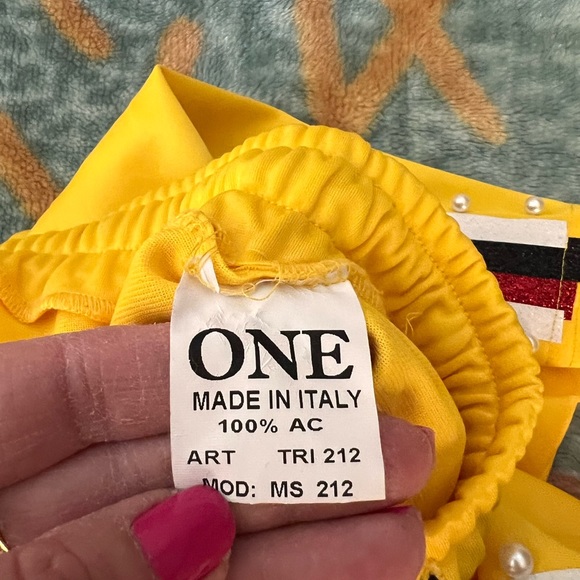 ONE
MADE IN ITALY
100% AC
ART TRI 212
MOD: MS 212